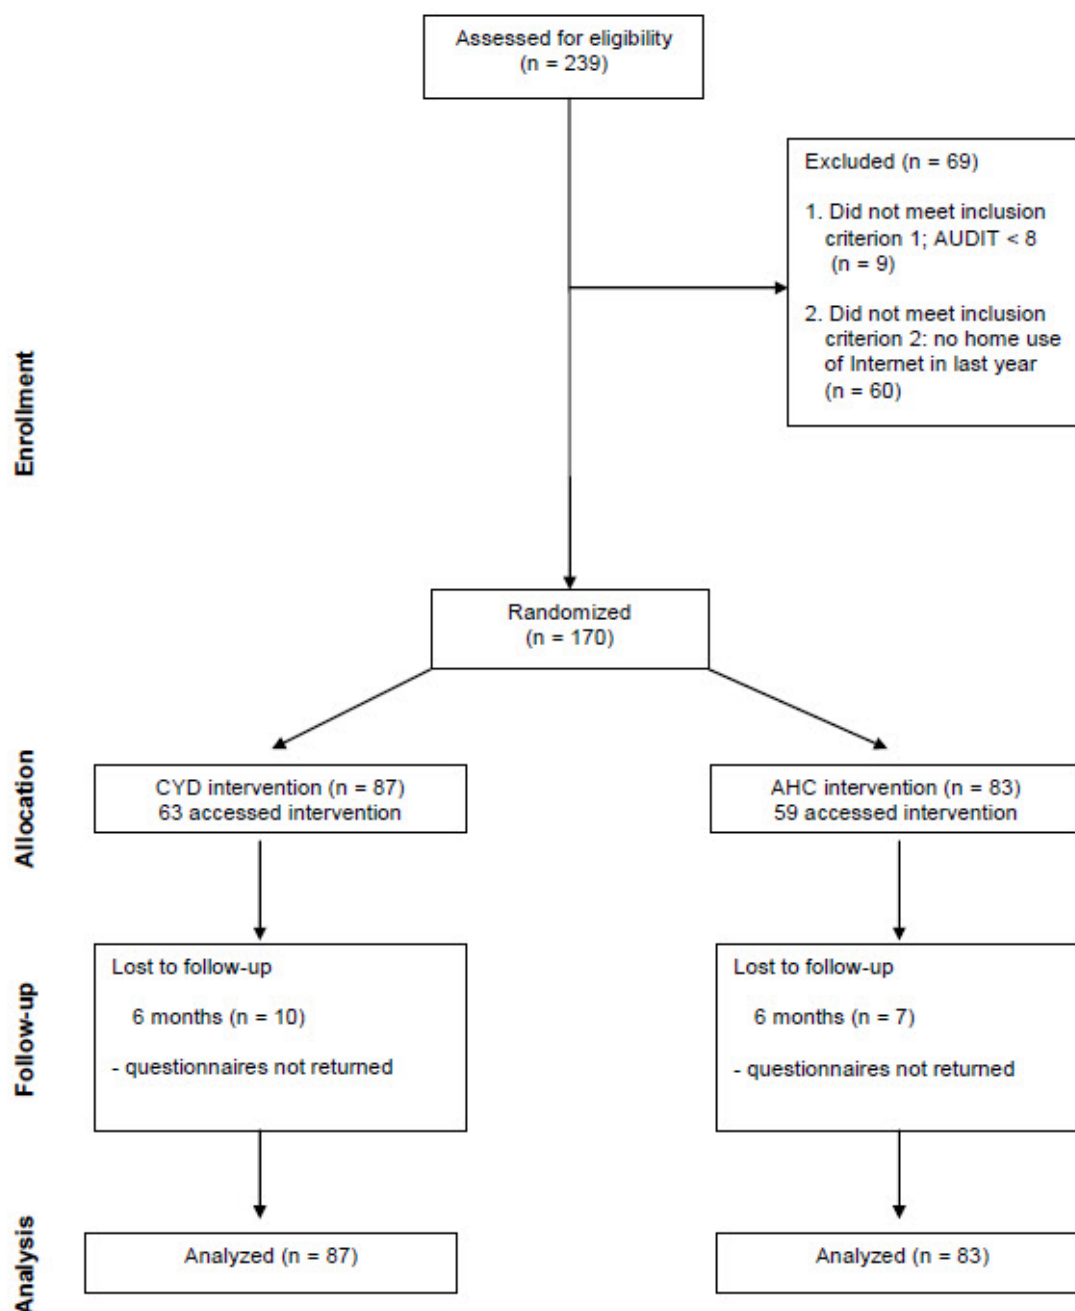 Assessed for eligibility
(n = 239)
Excluded (n = 69)
1. Did not meet inclusion
criterion 1; AUDIT < 8
(n = 9)
2. Did not meet inclusion
criterion 2: no home use
of Internet in last year
(n = 60)
Enrollment
Randomized
(n = 170)
Allocation
CYD intervention (n = 87)
63 accessed intervention
AHC intervention (n = 83)
59 accessed intervention
Follow-up
Lost to follow-up
6 months (n = 10)
- questionnaires not returned
Lost to follow-up
6 months (n = 7)
- questionnaires not returned
Analysis
Analyzed (n = 87)
Analyzed (n = 83)